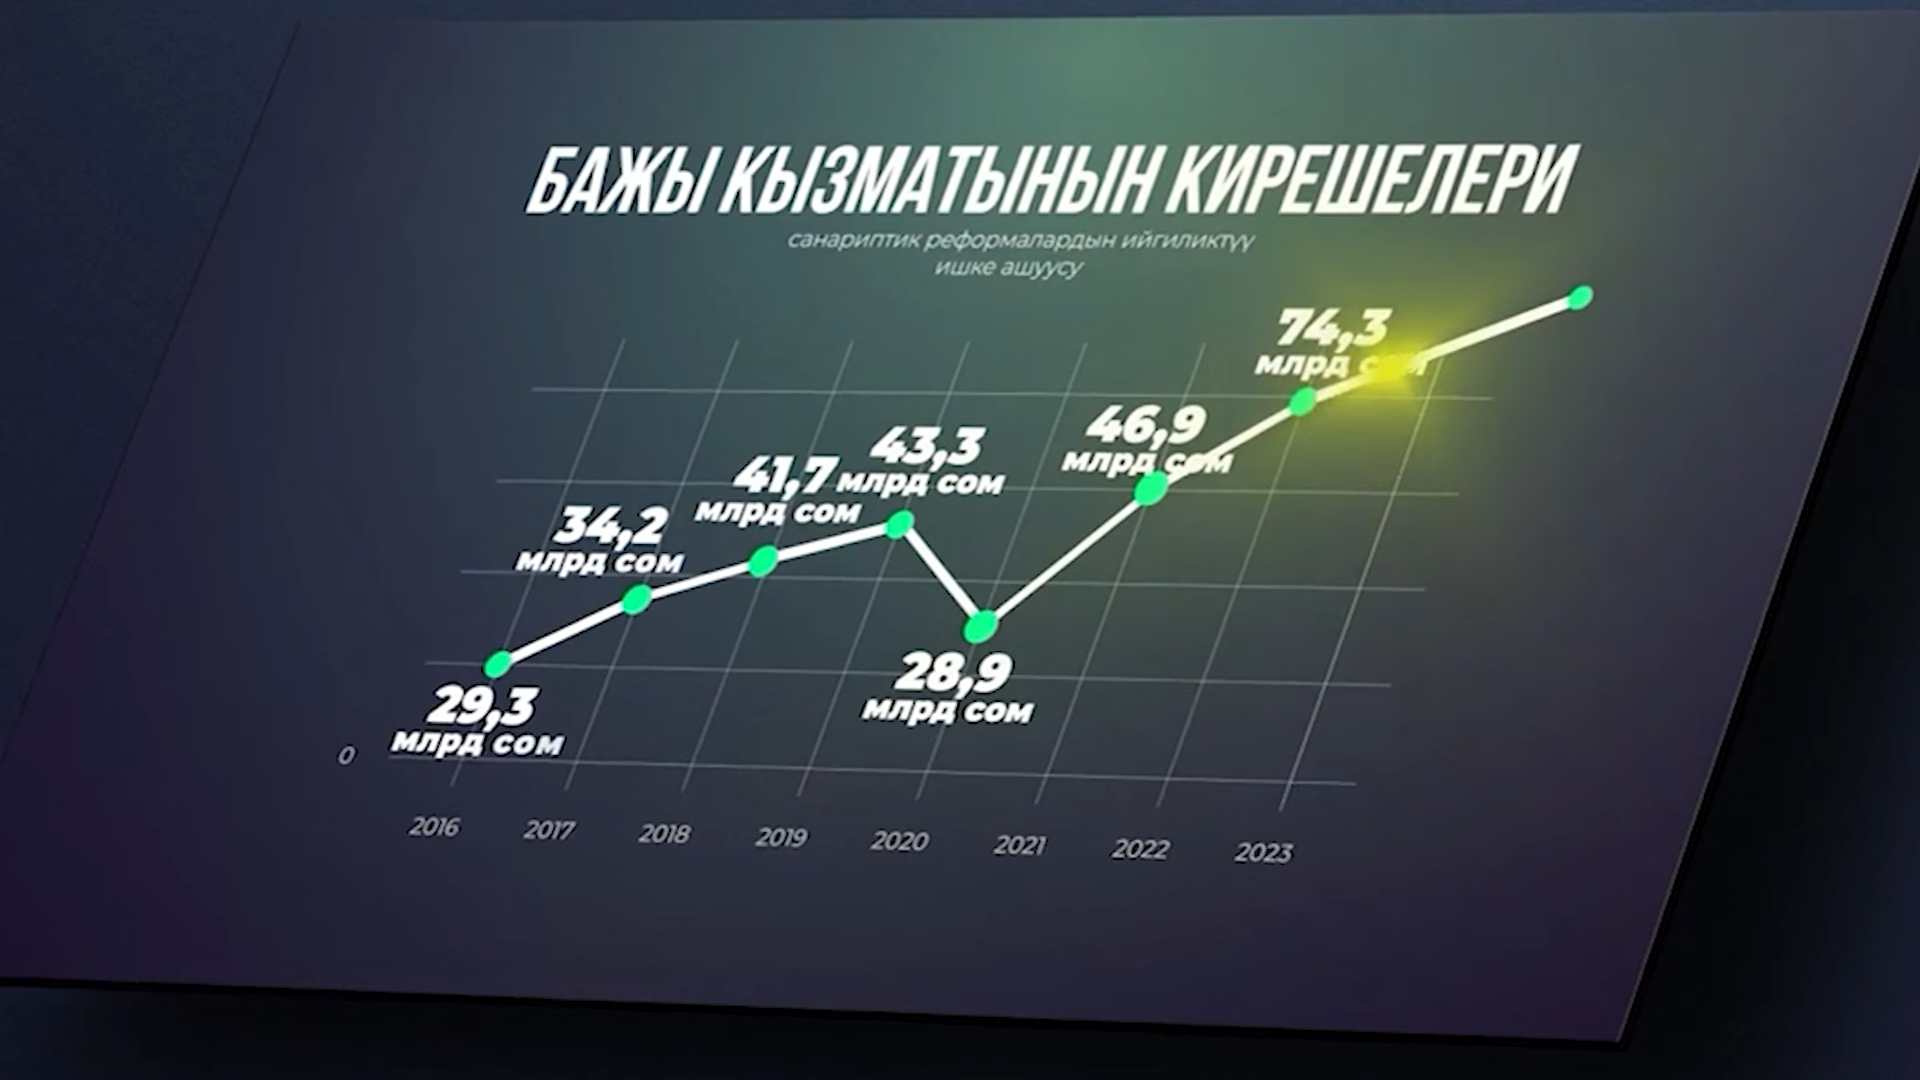 БАЖЫ КЫЗМАТЫНЫН КИРЕШЕЛЕРИ
санариптик реформалардын ийгиликтүү
ишке ашуусу
74,3
млрд сом
46,9
млрд сом
43,3
млрд сом
41,7
млрд сом
34,2
млрд сом
28,9
млрд сом
29,3
млрд сом
0
2016 2017 2018 2019 2020 2021 2022 2023